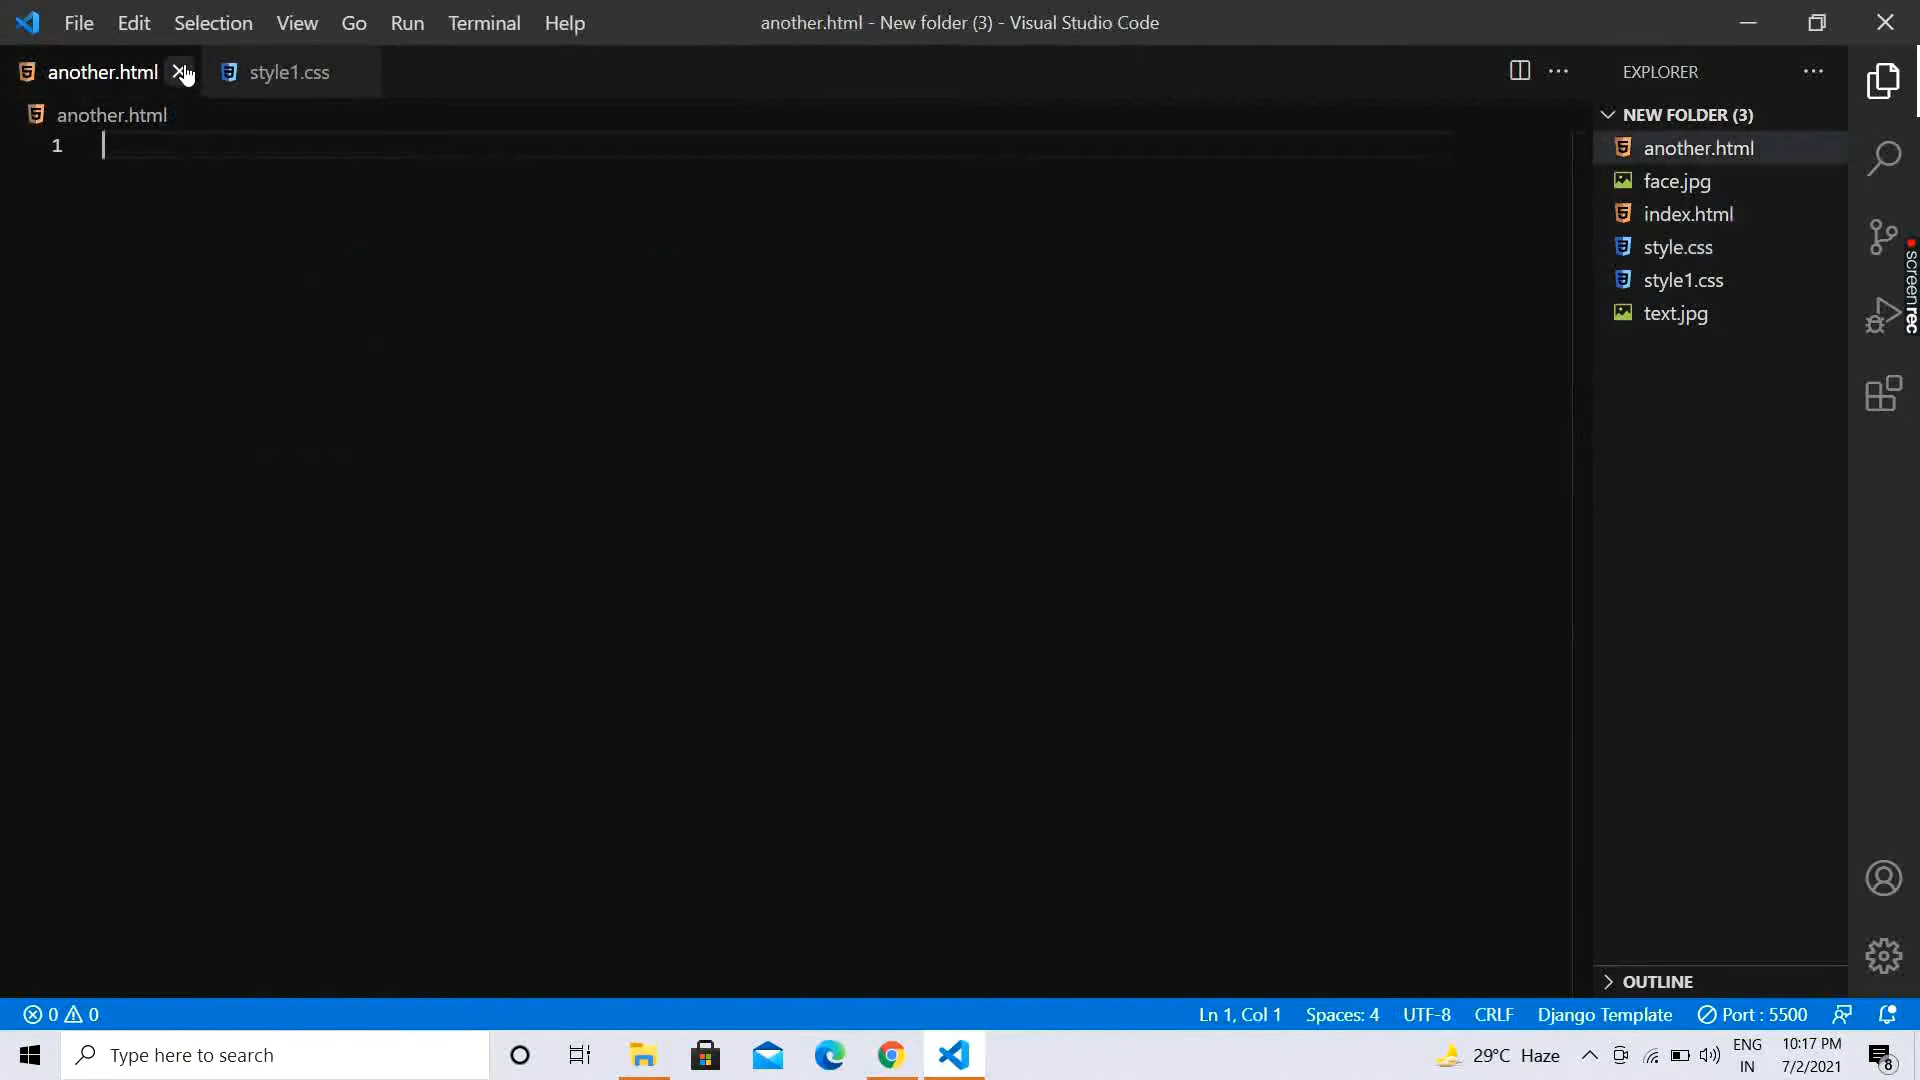 File Edit Selection View Go Run Terminal Help
another.html - New folder (3) - Visual Studio Code
another.html
style1.css
EXPLORER
another.html
1
NEW FOLDER (3)
another.html
face.jpg
index.html
style.css
style1.css
text.jpg
screenrec
OUTLINE
0 0
Ln 1, Col 1 Spaces: 4 UTF-8 CRLF Django Template Port : 5500
Type here to search
29°C Haze
ENG
IN
10:17 PM
7/2/2021
8